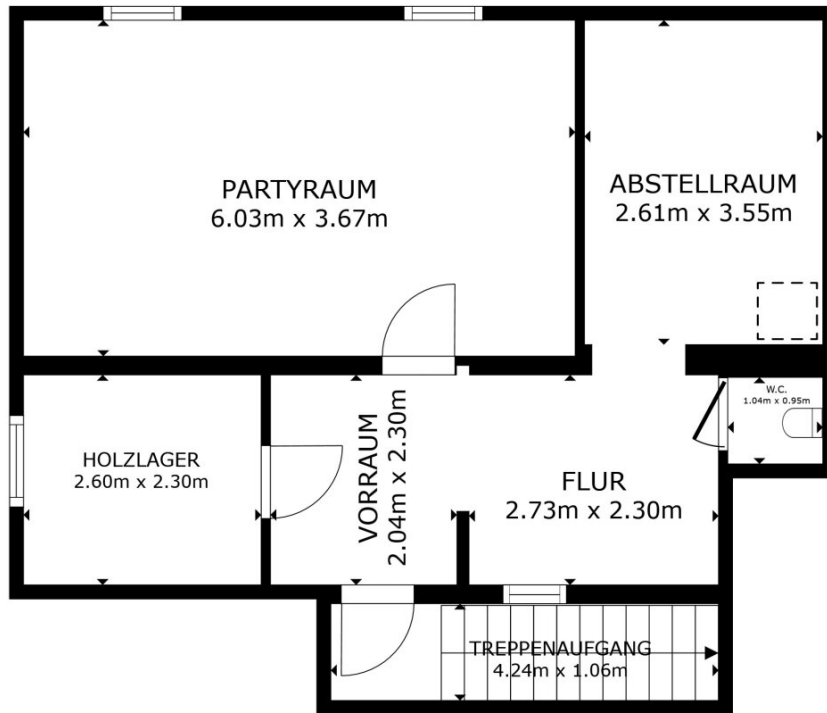 PARTYRAUM
6.03m x 3.67m
ABSTELLRAUM
2.61m x 3.55m
W.C.
1.04m x 0.95m
HOLZLAGER
2.60m x 2.30m
VORRAUM
2.04m x 2.30m
FLUR
2.73m x 2.30m
TREPPENAUFGANG
4.24m x 1.06m